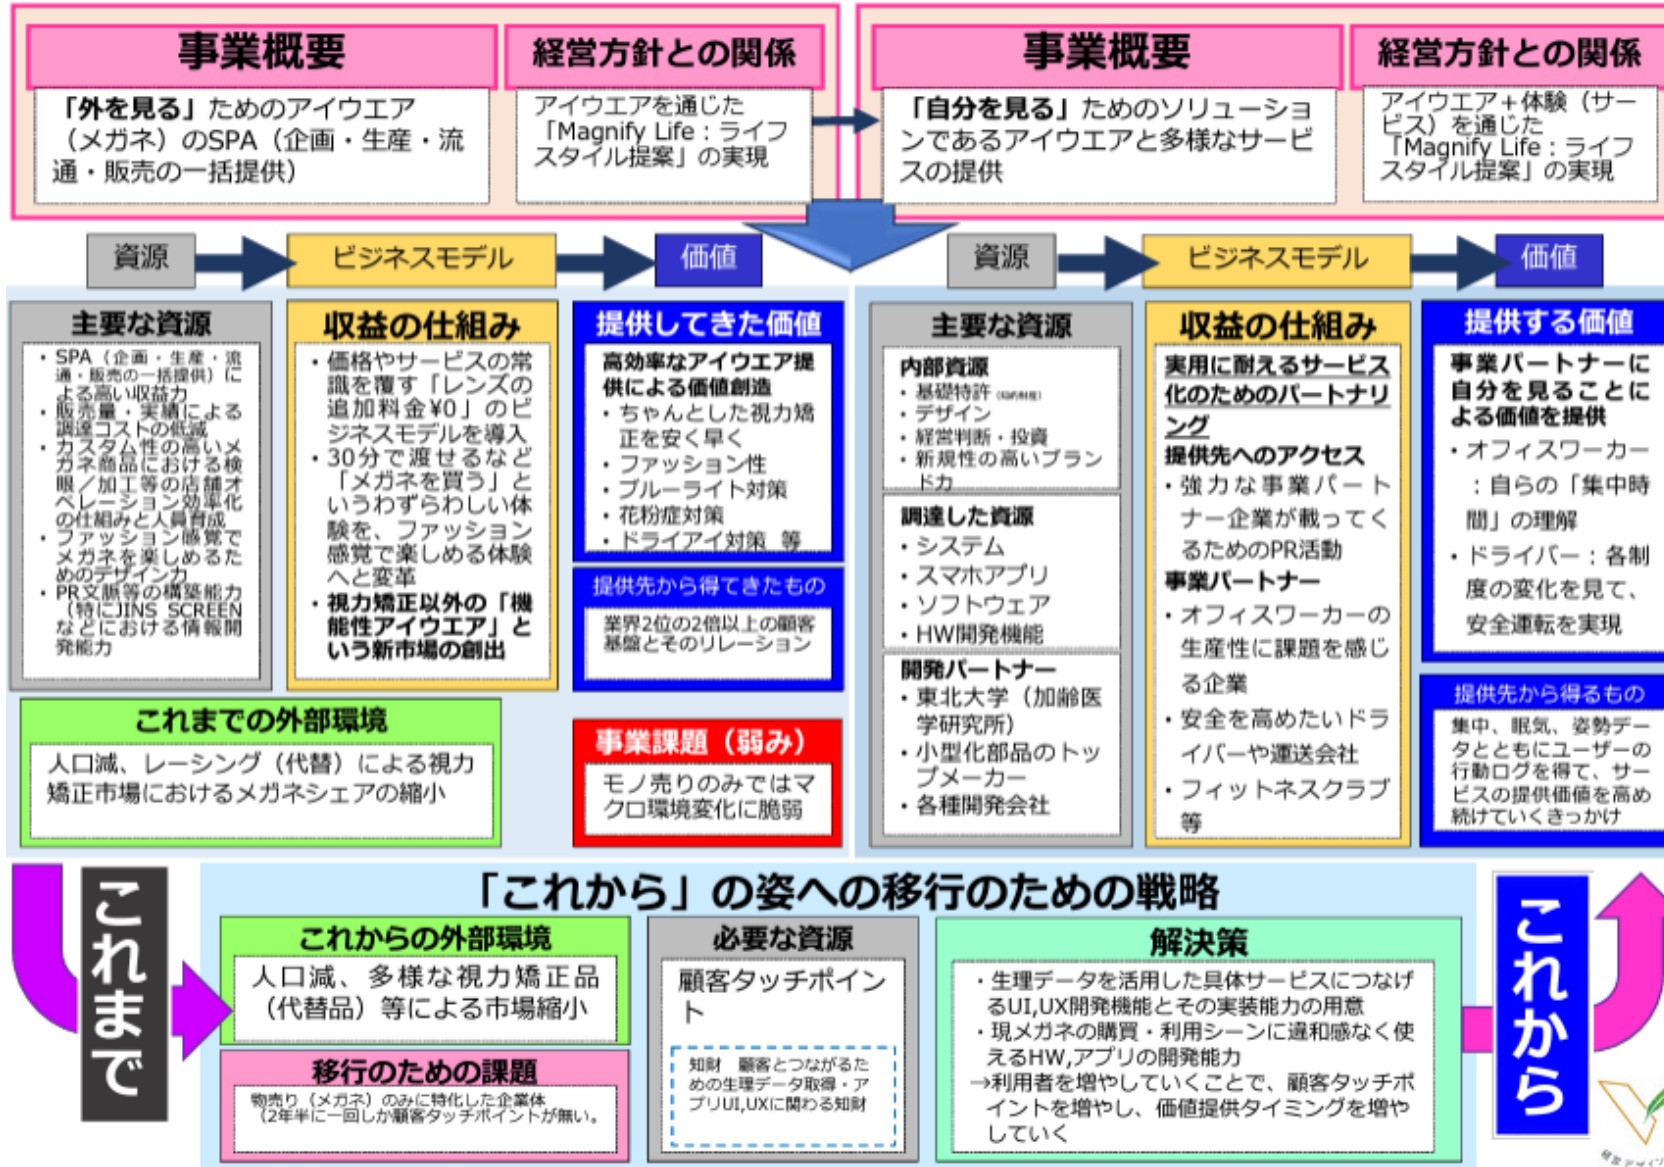 事業概要
「外を見る」ためのアイウエア
（メガネ）のSPA（企画・生産・流
通・販売の一括提供）
経営方針との関係
アイウエアを通じた
「Magnify Life：ライフ
スタイル提案」の実現
事業概要
「自分を見る」ためのソリューショ
ンであるアイウエアと多様なサービ
スの提供
経営方針との関係
アイウエア＋体験（サー
ビス）を通じた
「Magnify Life：ライフ
スタイル提案」の実現
資源
ビジネスモデル
価値
主要な資源
・SPA（企画・生産・流
通・販売の一括提供）に
よる高い収益力
・販売量・実績による
調達コストの低減
・カスタム性の高いメ
ガネ商品における検
眼／加工等の店舗オ
ペレーション効率化
の仕組みと人員育成
・ファッション感覚で
メガネを楽しめるた
めのデザイン力
・PR文脈等の構築能力
（特にJINS SCREEN
などにおける情報開
発能力
収益の仕組み
・価格やサービスの常
識を覆す「レンズの
追加料金¥0」のビ
ジネスモデルを導入
・30分で渡せるなど
「メガネを買う」と
いうわずらわしい体
験を、ファッション
感覚で楽しめる体験
へと変革
・視力矯正以外の「機
能性アイウエア」と
いう新市場の創出
提供してきた価値
高効率なアイウエア提
供による価値創造
・ちゃんとした視力矯
正を安く早く
・ファッション性
・ブルーライト対策
・花粉症対策
・ドライアイ対策 等
提供先から得てきたもの
業界2位の2倍以上の顧客
基盤とそのリレーション
これまでの外部環境
人口減、レーシング（代替）による視力
矯正市場におけるメガネシェアの縮小
事業課題（弱み）
モノ売りのみではマ
クロ環境変化に脆弱
資源
ビジネスモデル
価値
主要な資源
内部資源
・基礎特許
・デザイン
・経営判断・投資
・新規性の高いブラン
ド力
調達した資源
・システム
・スマホアプリ
・ソフトウェア
・HW開発機能
開発パートナー
・東北大学（加齢医
学研究所）
・小型化部品のトッ
プメーカー
・各種開発会社
収益の仕組み
実用に耐えるサービス
化のためのパートナリ
ング
提供先へのアクセス
・強力な事業パート
ナー企業が載ってく
るためのPR活動
事業パートナー
・オフィスワーカーの
生産性に課題を感じ
る企業
・安全を高めたいドラ
イバーや運送会社
・フィットネスクラブ
等
提供する価値
事業パートナーに
自分を見ることに
よる価値を提供
・オフィスワーカー
：自らの「集中時
間」の理解
・ドライバー：各制
度の変化を見て、
安全運転を実現
提供先から得るもの
集中、眠気、姿勢デー
タとともにユーザーの
行動ログを得て、サー
ビスの提供価値を高め
続けていくきっかけ
これまで
「これから」の姿への移行のための戦略
これからの外部環境
人口減、多様な視力矯正品
（代替品）等による市場縮小
移行のための課題
物売り（メガネ）のみに特化した企業体
（2年半に一回しか顧客タッチポイントが無い。
必要な資源
顧客タッチポイン
ト
知財　顧客とつながるた
めの生理データ取得・ア
プリUI,UXに関わる知財
解決策
・生理データを活用した具体サービスにつなげ
るUI,UX開発機能とその実装能力の用意
・現メガネの購買・利用シーンに違和感なく使
えるHW,アプリの開発能力
→利用者を増やしていくことで、顧客タッチポ
イントを増やし、価値提供タイミングを増や
していく
これから